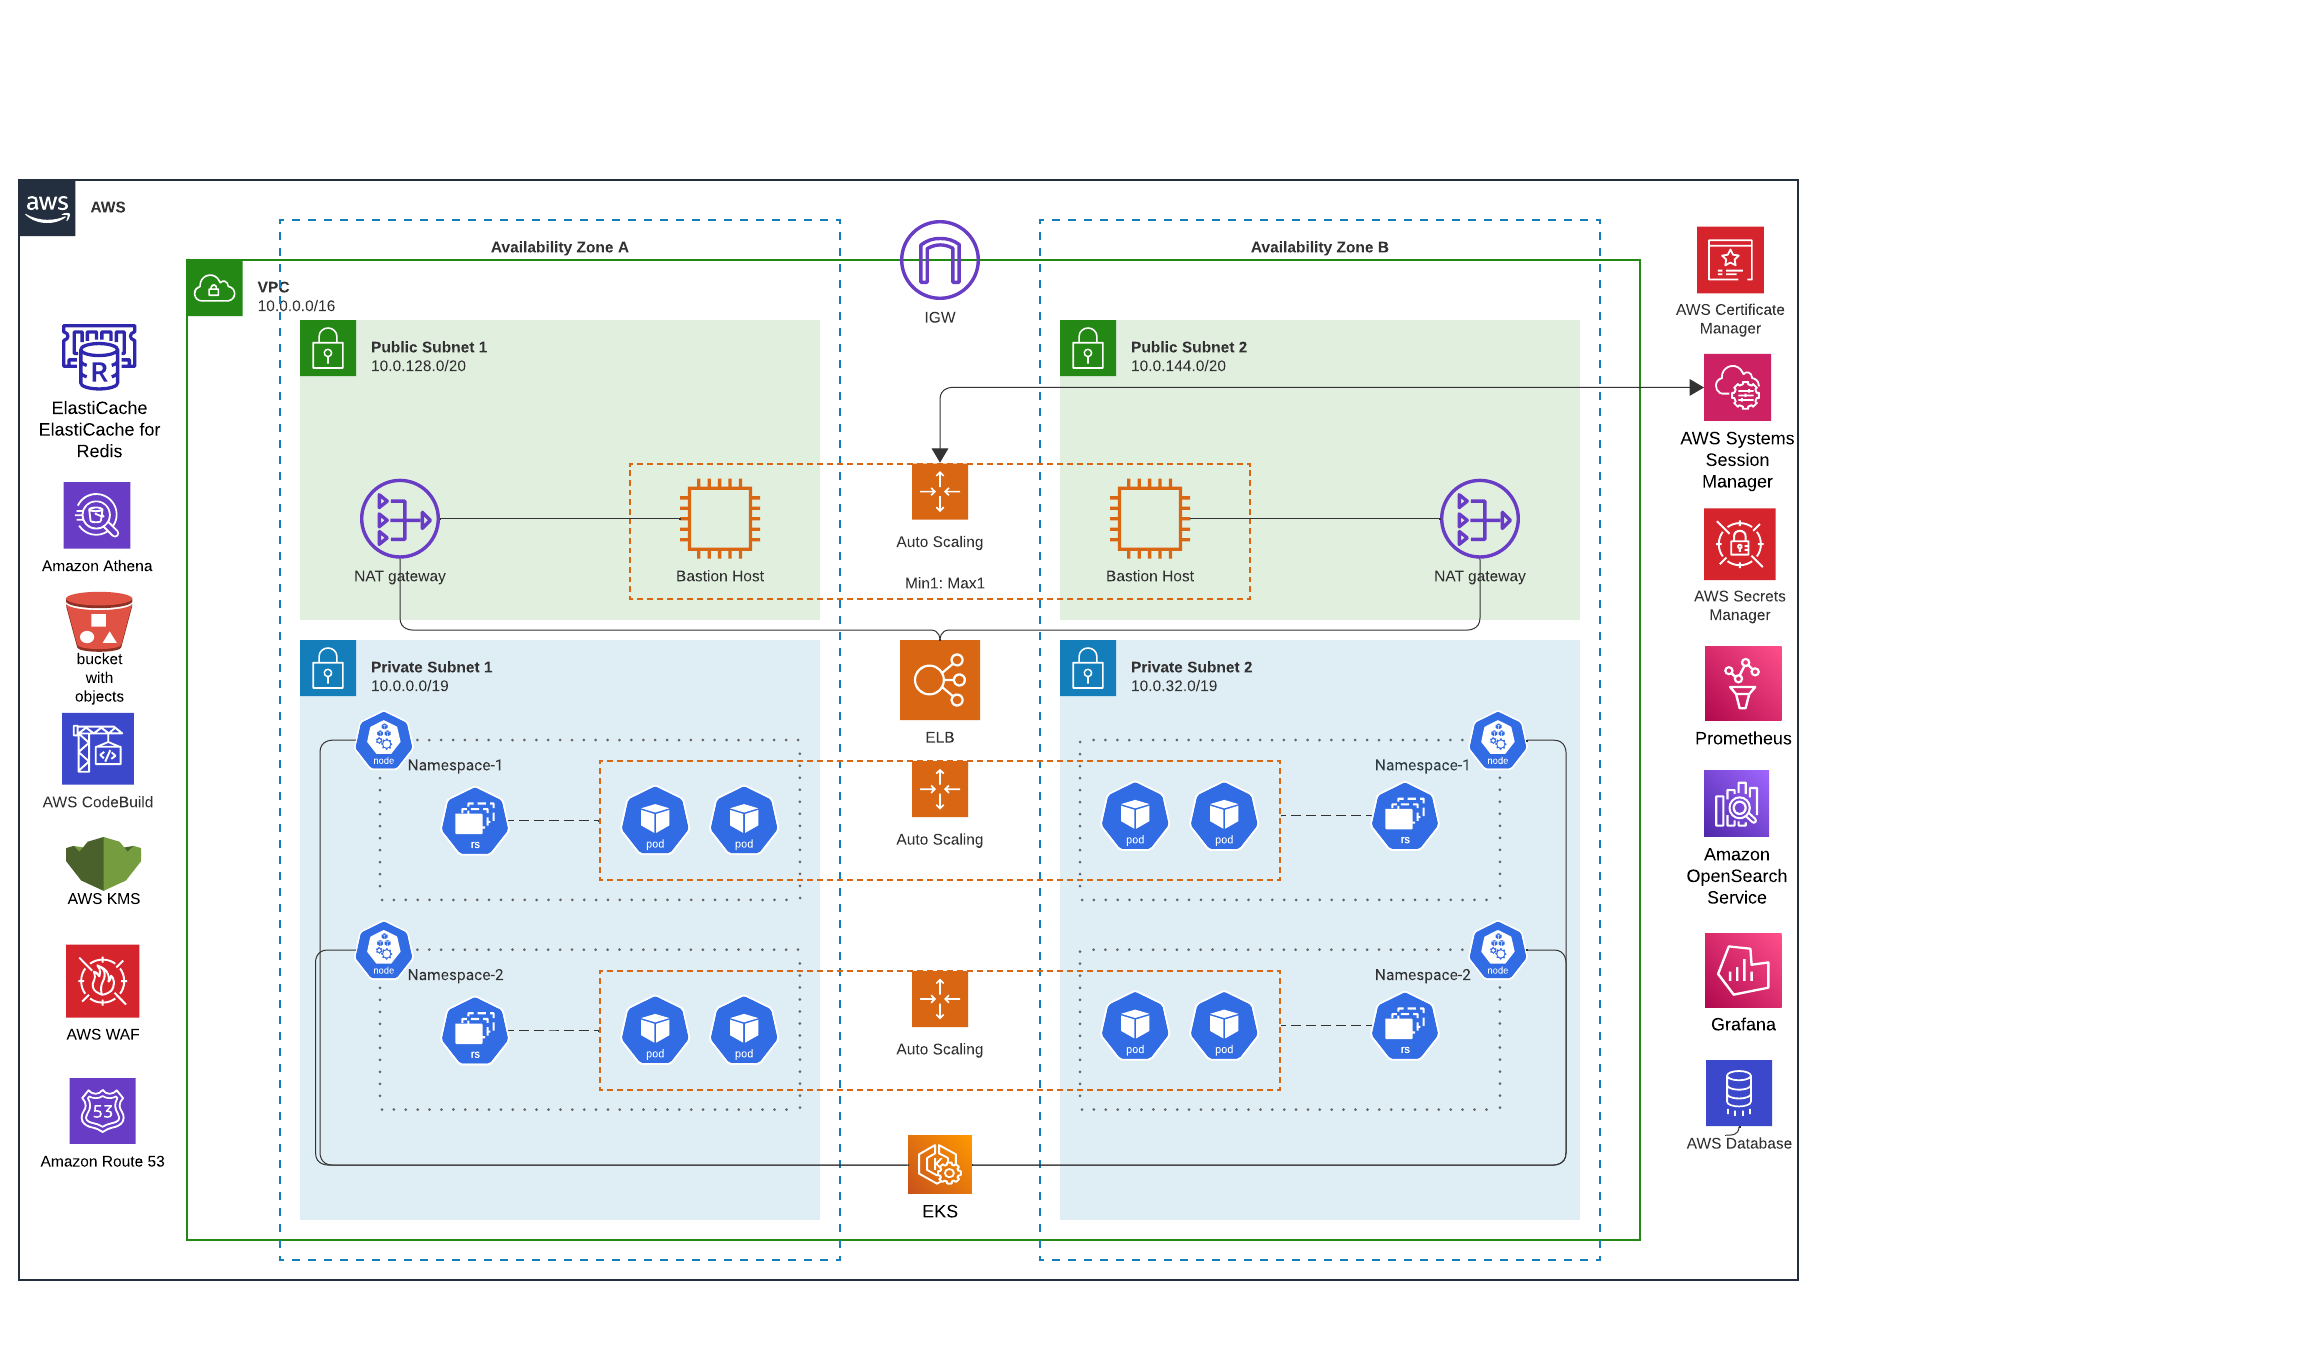 aws
AWS
Availability Zone A
Availability Zone B
VPC
10.0.0.0/16
IGW
AWS Certificate
Manager
Public Subnet 1
10.0.128.0/20
Public Subnet 2
10.0.144.0/20
R
ElastiCache
ElastiCache for
Redis
AWS Systems
Session
Manager
Amazon Athena
Auto Scaling
Min1: Max1
NAT gateway
Bastion Host
Bastion Host
NAT gateway
AWS Secrets
Manager
bucket
with
objects
Private Subnet 1
10.0.0.0/19
Private Subnet 2
10.0.32.0/19
ELB
Prometheus
AWS CodeBuild
node
Namespace-1
rs
pod
pod
Auto Scaling
pod
pod
Namespace-1
node
rs
AWS KMS
Amazon
OpenSearch
Service
node
Namespace-2
rs
pod
pod
Auto Scaling
pod
pod
Namespace-2
node
rs
AWS WAF
Grafana
53
Amazon Route 53
AWS Database
K
EKS